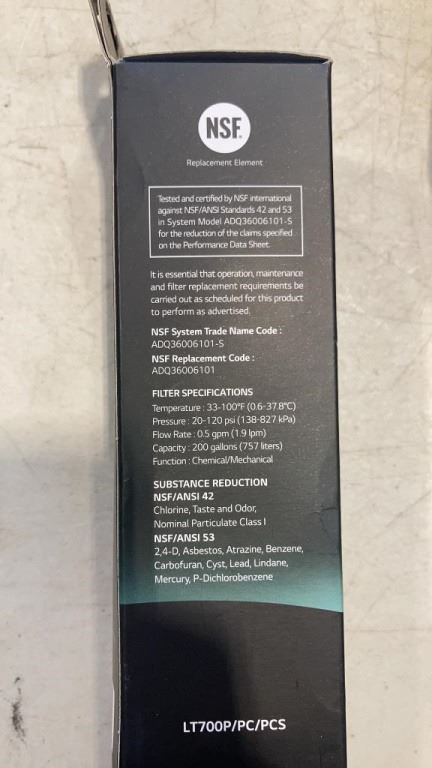 NSF®
Replacement Element
Tested and certified by NSF international
against NSF/ANSI Standards 42 and 53
in System Model ADQ36006101-S
for the reduction of the claims specified
on the Performance Data Sheet.
It is essential that operation, maintenance
and filter replacement requirements be
carried out as scheduled for this product
to perform as advertised.
NSF System Trade Name Code :
ADQ36006101-S
NSF Replacement Code :
ADQ36006101
FILTER SPECIFICATIONS
Temperature : 33-100°F (0.6-37.8°C)
Pressure : 20-120 psi (138-827 kPa)
Flow Rate : 0.5 gpm (1.9 lpm)
Capacity : 200 gallons (757 liters)
Function : Chemical/Mechanical
SUBSTANCE REDUCTION
NSF/ANSI 42
Chlorine, Taste and Odor,
Nominal Particulate Class I
NSF/ANSI 53
2,4-D, Asbestos, Atrazine, Benzene,
Carbofuran, Cyst, Lead, Lindane,
Mercury, P-Dichlorobenzene
LT700P/PC/PCS